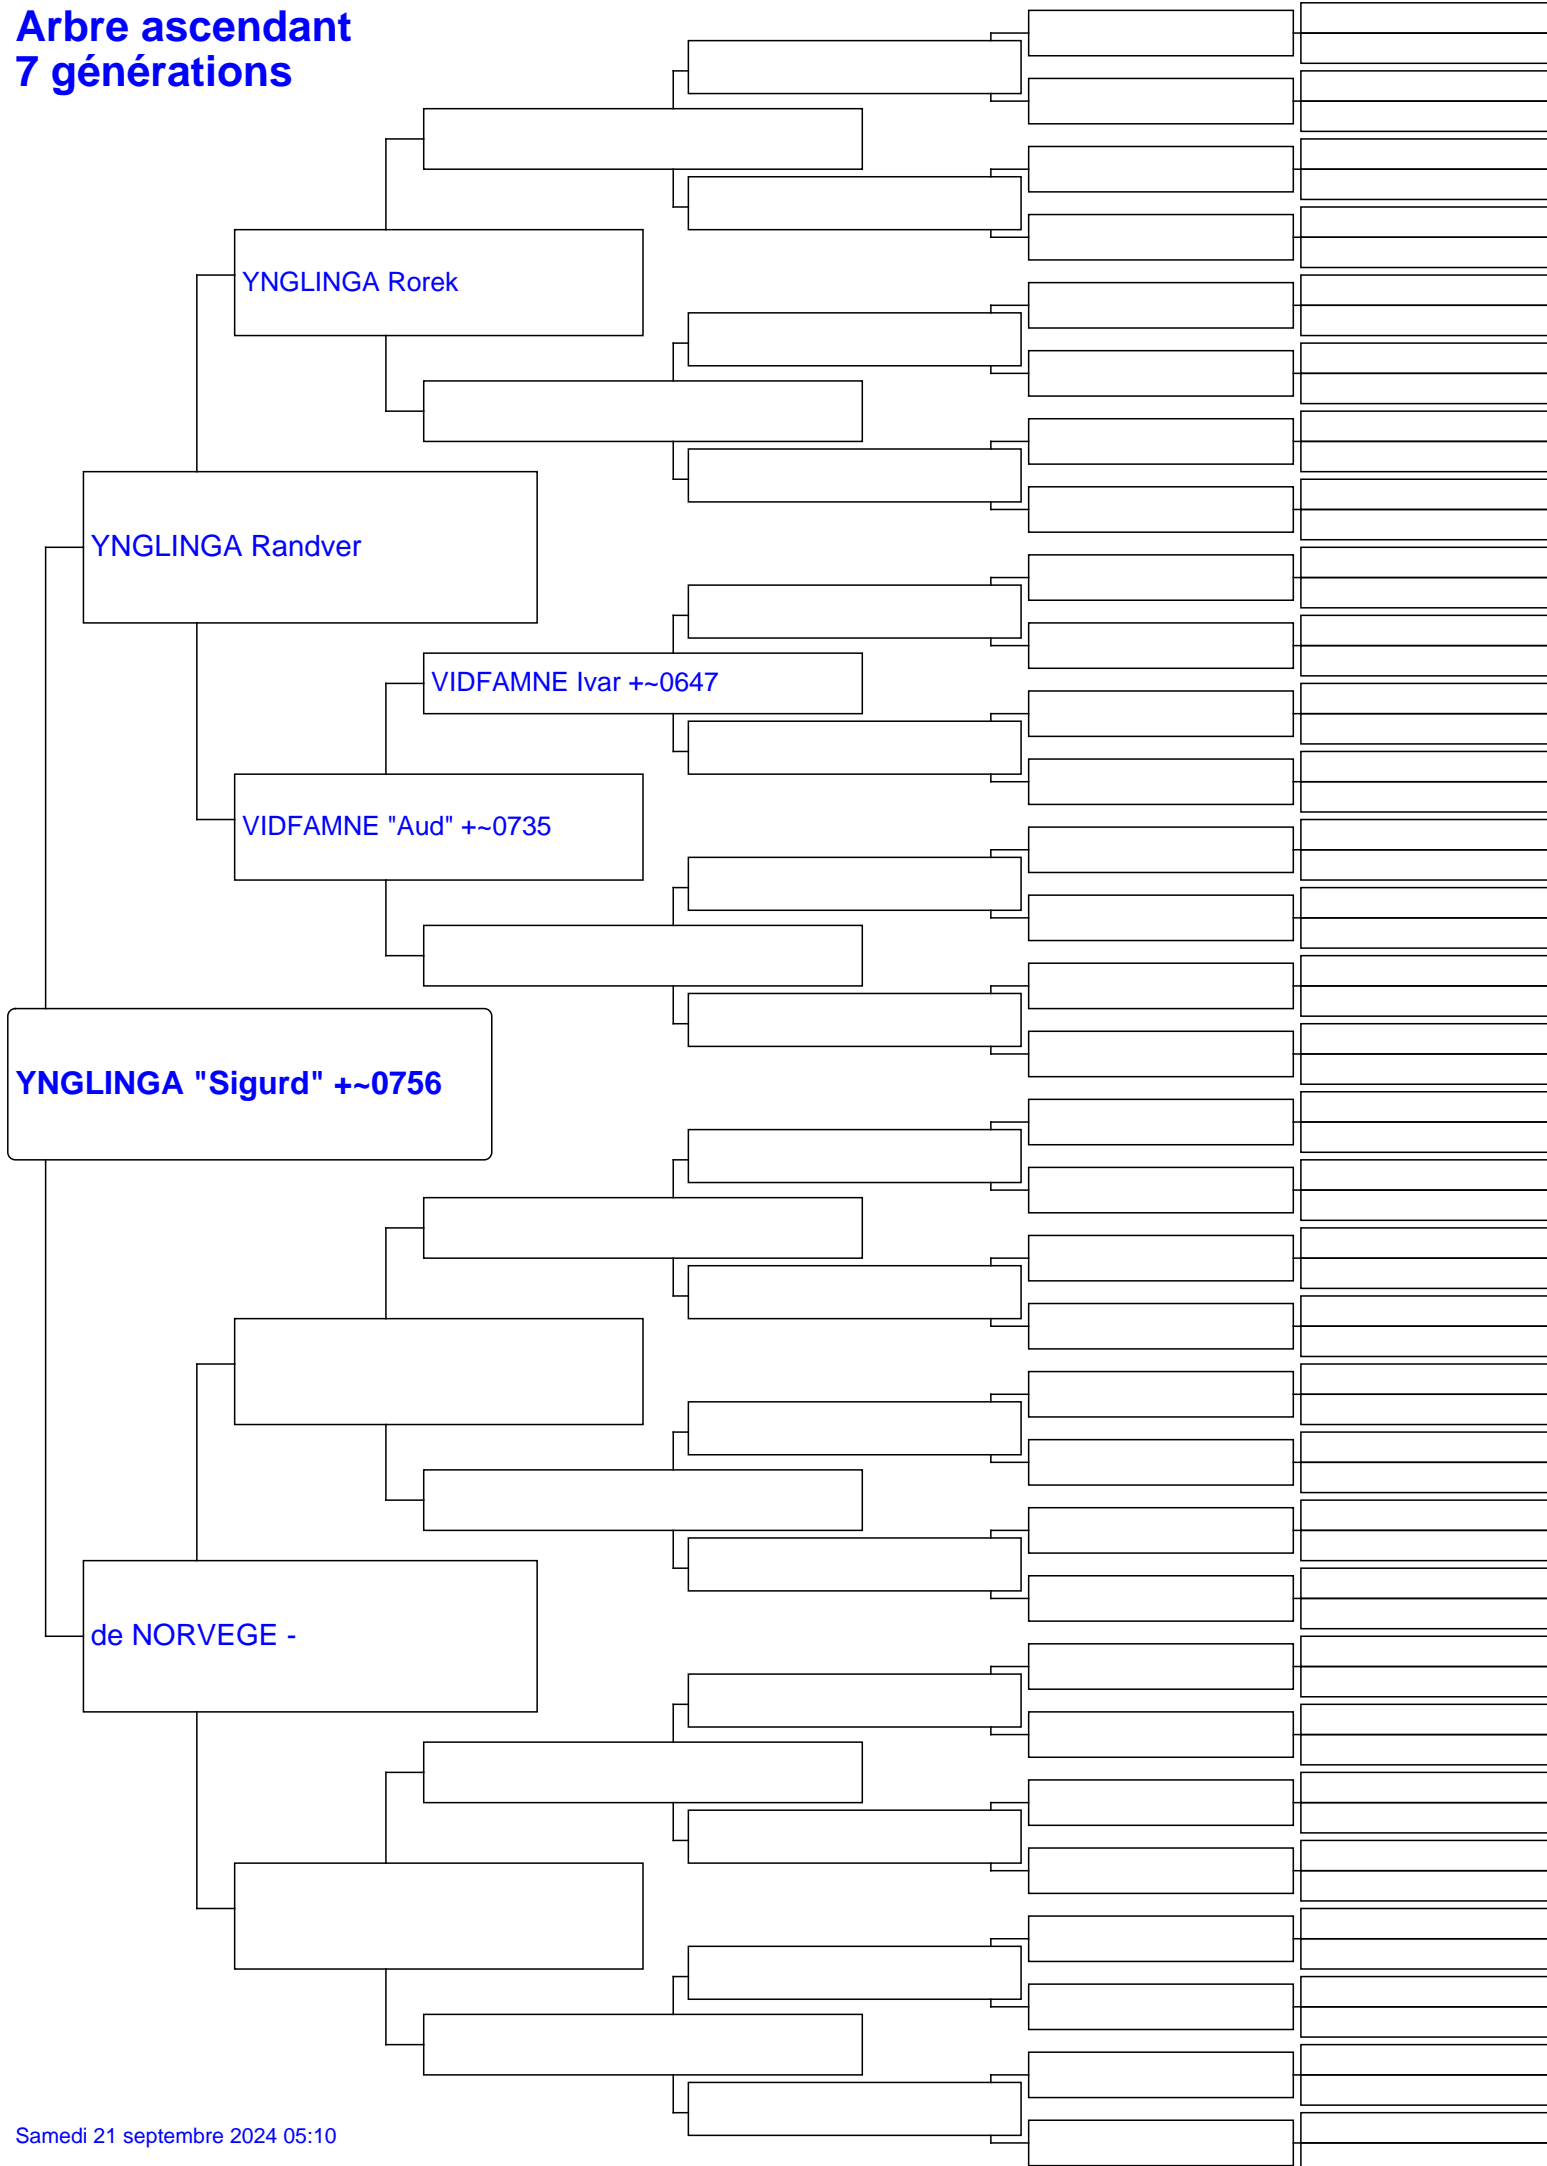 Arbre ascendant
7 générations
YNGLINGA Rorek
YNGLINGA Randver
VIDFAMNE Ivar +~0647
VIDFAMNE "Aud" +~0735
YNGLINGA "Sigurd" +~0756
de NORVEGE -
Samedi 21 septembre 2024 05:10